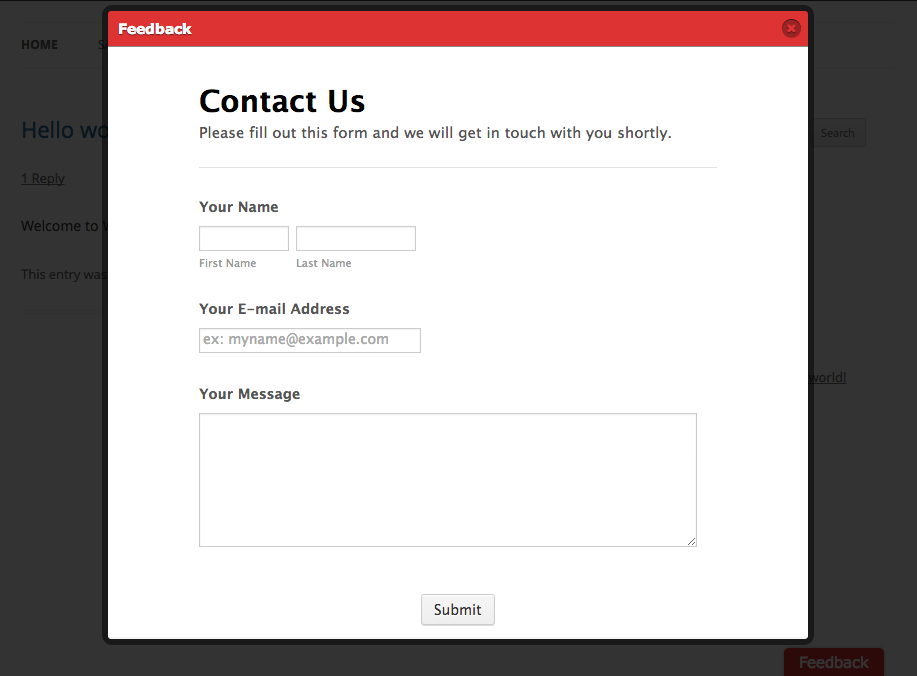 Feedback
HOME
Contact Us
Please fill out this form and we will get in touch with you shortly.
Hello
Search
1 Reply
Your Name
Welcome to
First Name Last Name
This entry was
Your E-mail Address
ex: myname@example.com
world!
Your Message
Submit
Feedback